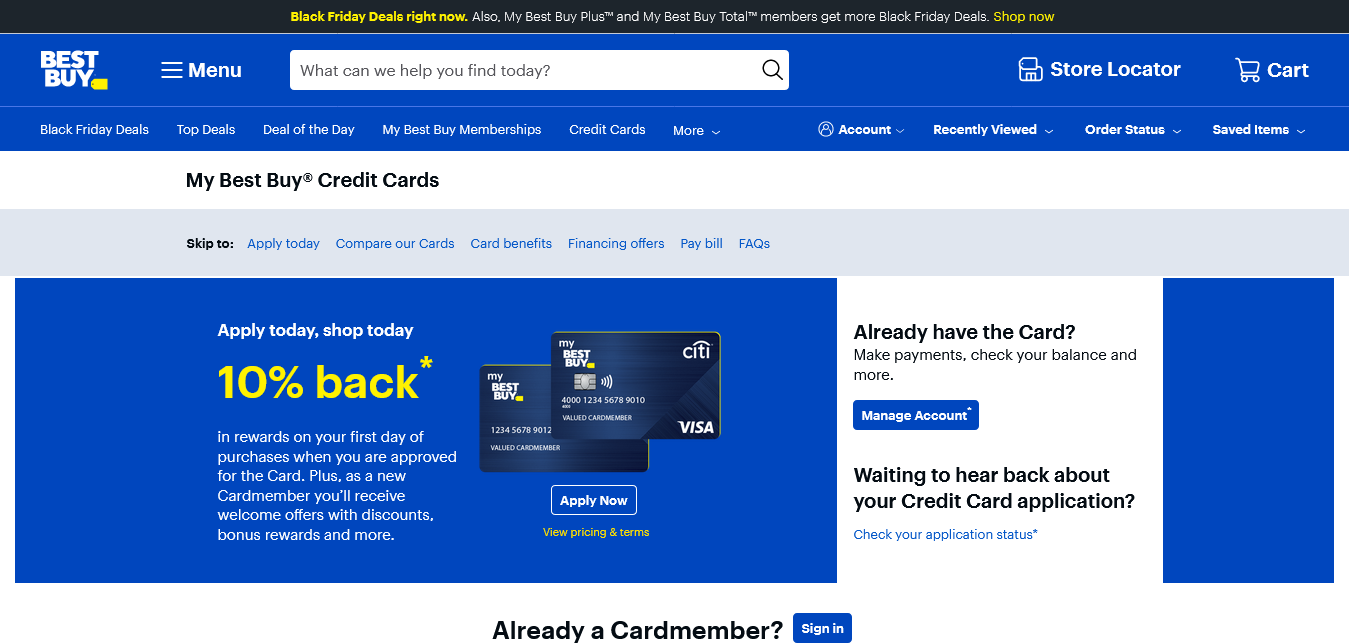 Black Friday Deals right now. Also, My Best Buy Plus™ and My Best Buy Total™ members get more Black Friday Deals. Shop now
BEST
BUY
Menu
What can we help you find today?
Store Locator
Cart
Black Friday Deals
Top Deals
Deal of the Day
My Best Buy Memberships
Credit Cards
More
Account
Recently Viewed
Order Status
Saved Items
My Best Buy® Credit Cards
Skip to: Apply today Compare our Cards Card benefits Financing offers Pay bill FAQs
Apply today, shop today
10% back*
in rewards on your first day of
purchases when you are approved
for the Card. Plus, as a new
Cardmember you’ll receive
welcome offers with discounts,
bonus rewards and more.
my
BEST
BUY
citi
4000 1234 5678 9010
4000
VALUED CARDMEMBER
VISA
my
BEST
BUY
1234 5678 9012
VALUED CARDMEMBER
Apply Now
View pricing & terms
Already have the Card?
Make payments, check your balance and
more.
Manage Account*
Waiting to hear back about
your Credit Card application?
Check your application status*
Already a Cardmember? Sign in